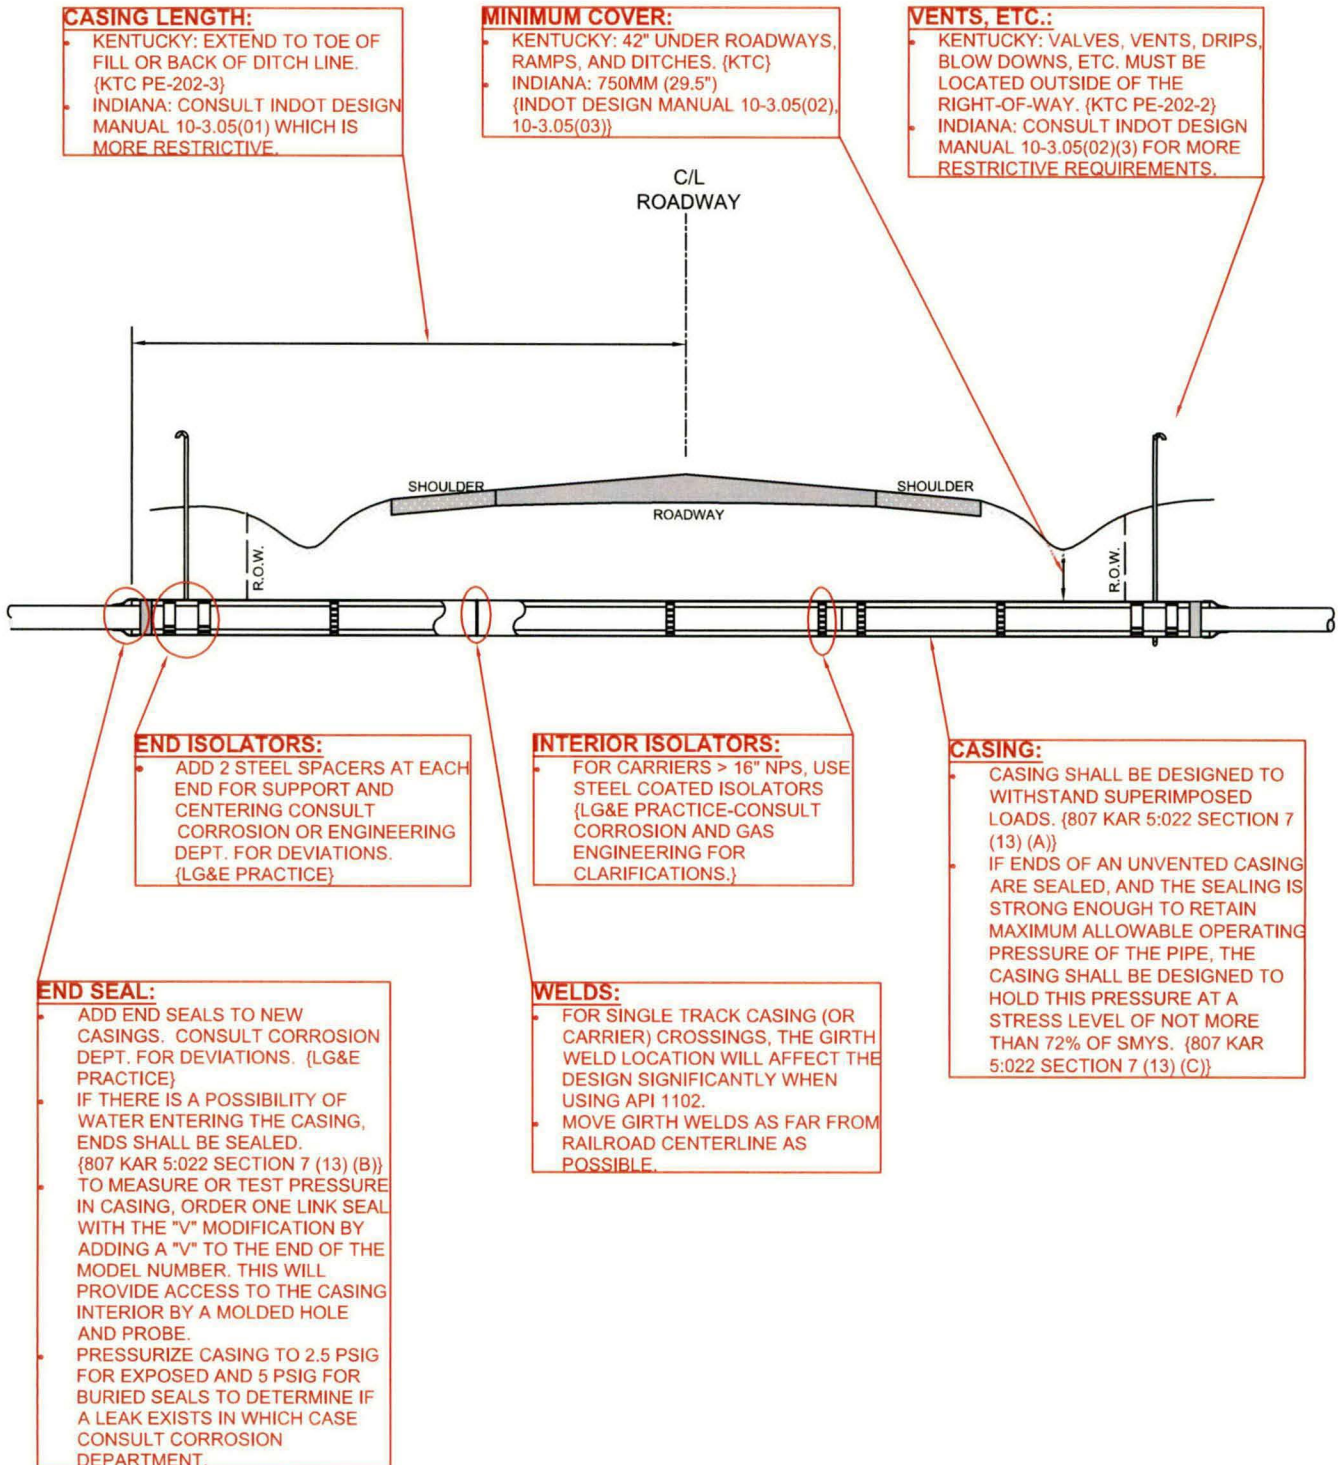 CASING LENGTH:
• KENTUCKY: EXTEND TO TOE OF
FILL OR BACK OF DITCH LINE.
{KTC PE-202-3}
• INDIANA: CONSULT INDOT DESIGN
MANUAL 10-3.05(01) WHICH IS
MORE RESTRICTIVE.
MINIMUM COVER:
• KENTUCKY: 42" UNDER ROADWAYS,
RAMPS, AND DITCHES. {KTC}
• INDIANA: 750MM (29.5")
{INDOT DESIGN MANUAL 10-3.05(02),
10-3.05(03)}
VENTS, ETC.:
• KENTUCKY: VALVES, VENTS, DRIPS,
BLOW DOWNS, ETC. MUST BE
LOCATED OUTSIDE OF THE
RIGHT-OF-WAY. {KTC PE-202-2}
• INDIANA: CONSULT INDOT DESIGN
MANUAL 10-3.05(02)(3) FOR MORE
RESTRICTIVE REQUIREMENTS.
C/L
ROADWAY
SHOULDER
SHOULDER
ROADWAY
R.O.W.
R.O.W.
END ISOLATORS:
• ADD 2 STEEL SPACERS AT EACH
END FOR SUPPORT AND
CENTERING CONSULT
CORROSION OR ENGINEERING
DEPT. FOR DEVIATIONS.
{LG&E PRACTICE}
INTERIOR ISOLATORS:
• FOR CARRIERS > 16" NPS, USE
STEEL COATED ISOLATORS
{LG&E PRACTICE-CONSULT
CORROSION AND GAS
ENGINEERING FOR
CLARIFICATIONS.}
CASING:
• CASING SHALL BE DESIGNED TO
WITHSTAND SUPERIMPOSED
LOADS. {807 KAR 5:022 SECTION 7
(13) (A)}
• IF ENDS OF AN UNVENTED CASING
ARE SEALED, AND THE SEALING IS
STRONG ENOUGH TO RETAIN
MAXIMUM ALLOWABLE OPERATING
PRESSURE OF THE PIPE, THE
CASING SHALL BE DESIGNED TO
HOLD THIS PRESSURE AT A
STRESS LEVEL OF NOT MORE
THAN 72% OF SMYS. {807 KAR
5:022 SECTION 7 (13) (C)}
END SEAL:
• ADD END SEALS TO NEW
CASINGS. CONSULT CORROSION
DEPT. FOR DEVIATIONS. {LG&E
PRACTICE}
• IF THERE IS A POSSIBILITY OF
WATER ENTERING THE CASING,
ENDS SHALL BE SEALED.
{807 KAR 5:022 SECTION 7 (13) (B)}
• TO MEASURE OR TEST PRESSURE
IN CASING, ORDER ONE LINK SEAL
WITH THE "V" MODIFICATION BY
ADDING A "V" TO THE END OF THE
MODEL NUMBER. THIS WILL
PROVIDE ACCESS TO THE CASING
INTERIOR BY A MOLDED HOLE
AND PROBE.
• PRESSURIZE CASING TO 2.5 PSIG
FOR EXPOSED AND 5 PSIG FOR
BURIED SEALS TO DETERMINE IF
A LEAK EXISTS IN WHICH CASE
CONSULT CORROSION
DEPARTMENT.
WELDS:
• FOR SINGLE TRACK CASING (OR
CARRIER) CROSSINGS, THE GIRTH
WELD LOCATION WILL AFFECT THE
DESIGN SIGNIFICANTLY WHEN
USING API 1102.
• MOVE GIRTH WELDS AS FAR FROM
RAILROAD CENTERLINE AS
POSSIBLE.